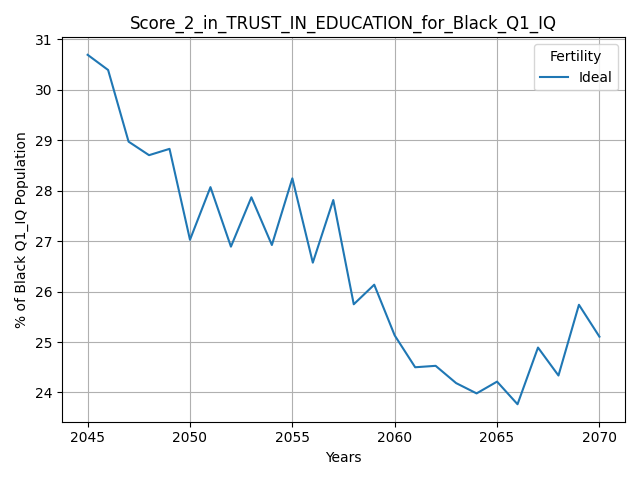 Score_2_in_TRUST_IN_EDUCATION_for_Black_Q1_IQ
Fertility
Ideal
% of Black Q1_IQ Population
31
30
29
28
27
26
25
24
2045
2050
2055
2060
2065
2070
Years